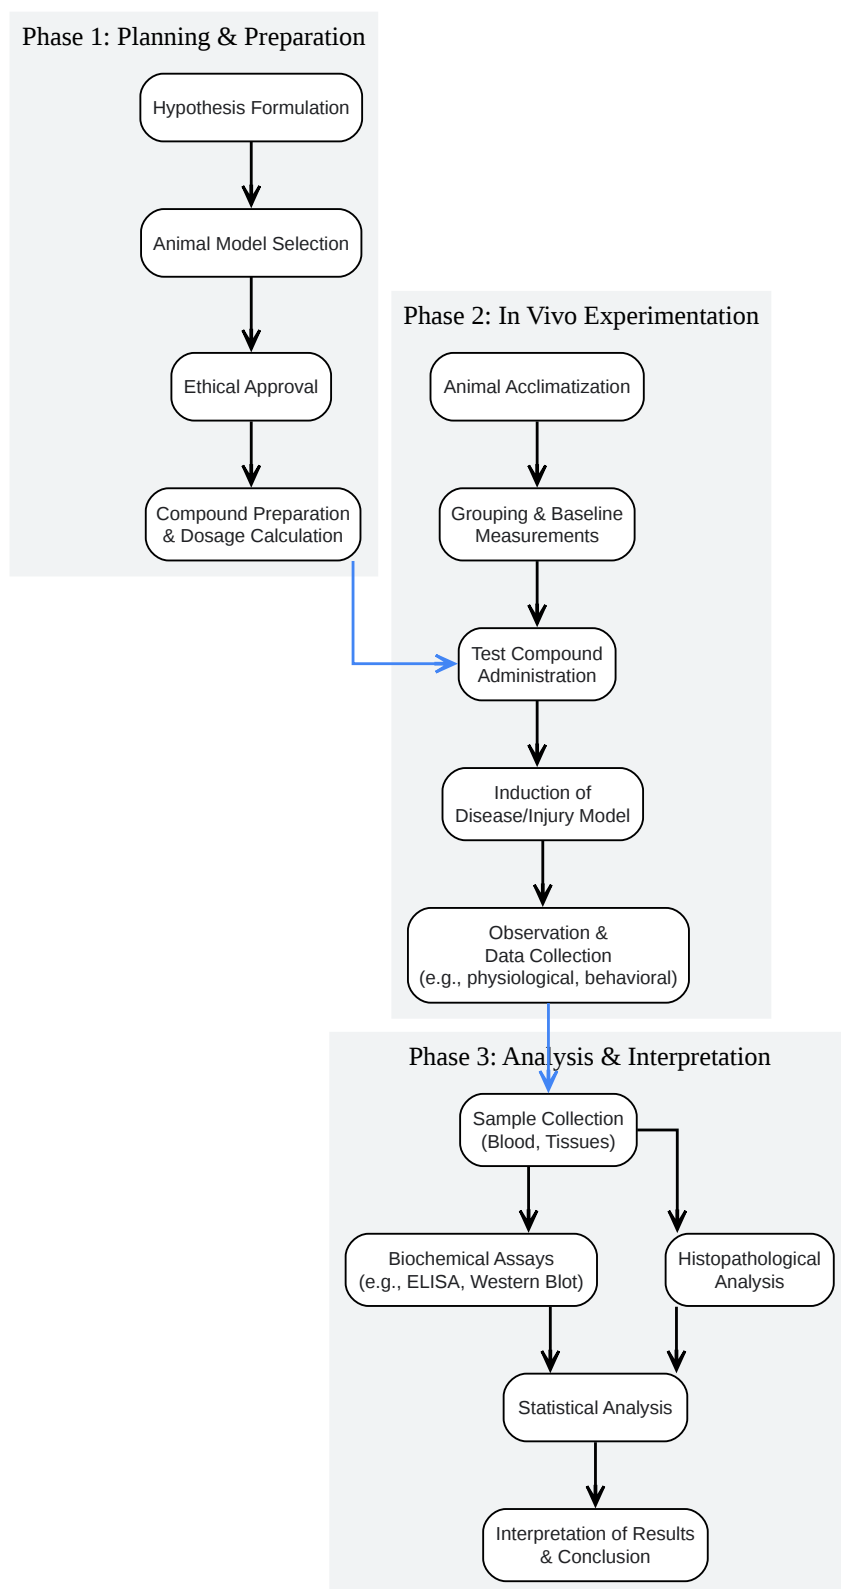 Phase 1: Planning & Preparation
Hypothesis Formulation
Animal Model Selection
Ethical Approval
Compound Preparation
& Dosage Calculation
Phase 2: In Vivo Experimentation
Animal Acclimatization
Grouping & Baseline
Measurements
Test Compound
Administration
Induction of
Disease/Injury Model
Observation &
Data Collection
(e.g., physiological, behavioral)
Phase 3: Analysis & Interpretation
Sample Collection
(Blood, Tissues)
Biochemical Assays
(e.g., ELISA, Western Blot)
Histopathological
Analysis
Statistical Analysis
Interpretation of Results
& Conclusion